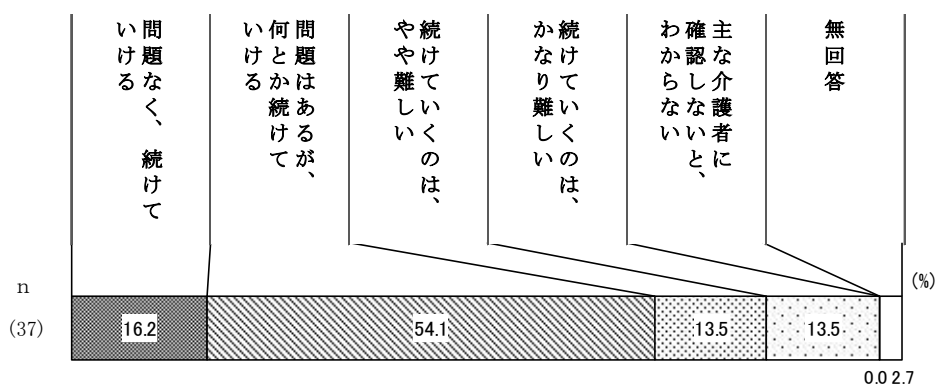 問題なく、続けて
いける
問題はあるが、
何とか続けて
いける
続けていくのは、
やや難しい
続けていくのは、
かなり難しい
主な介護者に
確認しないと、
わからない
無回答
(%)
n
(37)
16.2
54.1
13.5
13.5
0.0 2.7